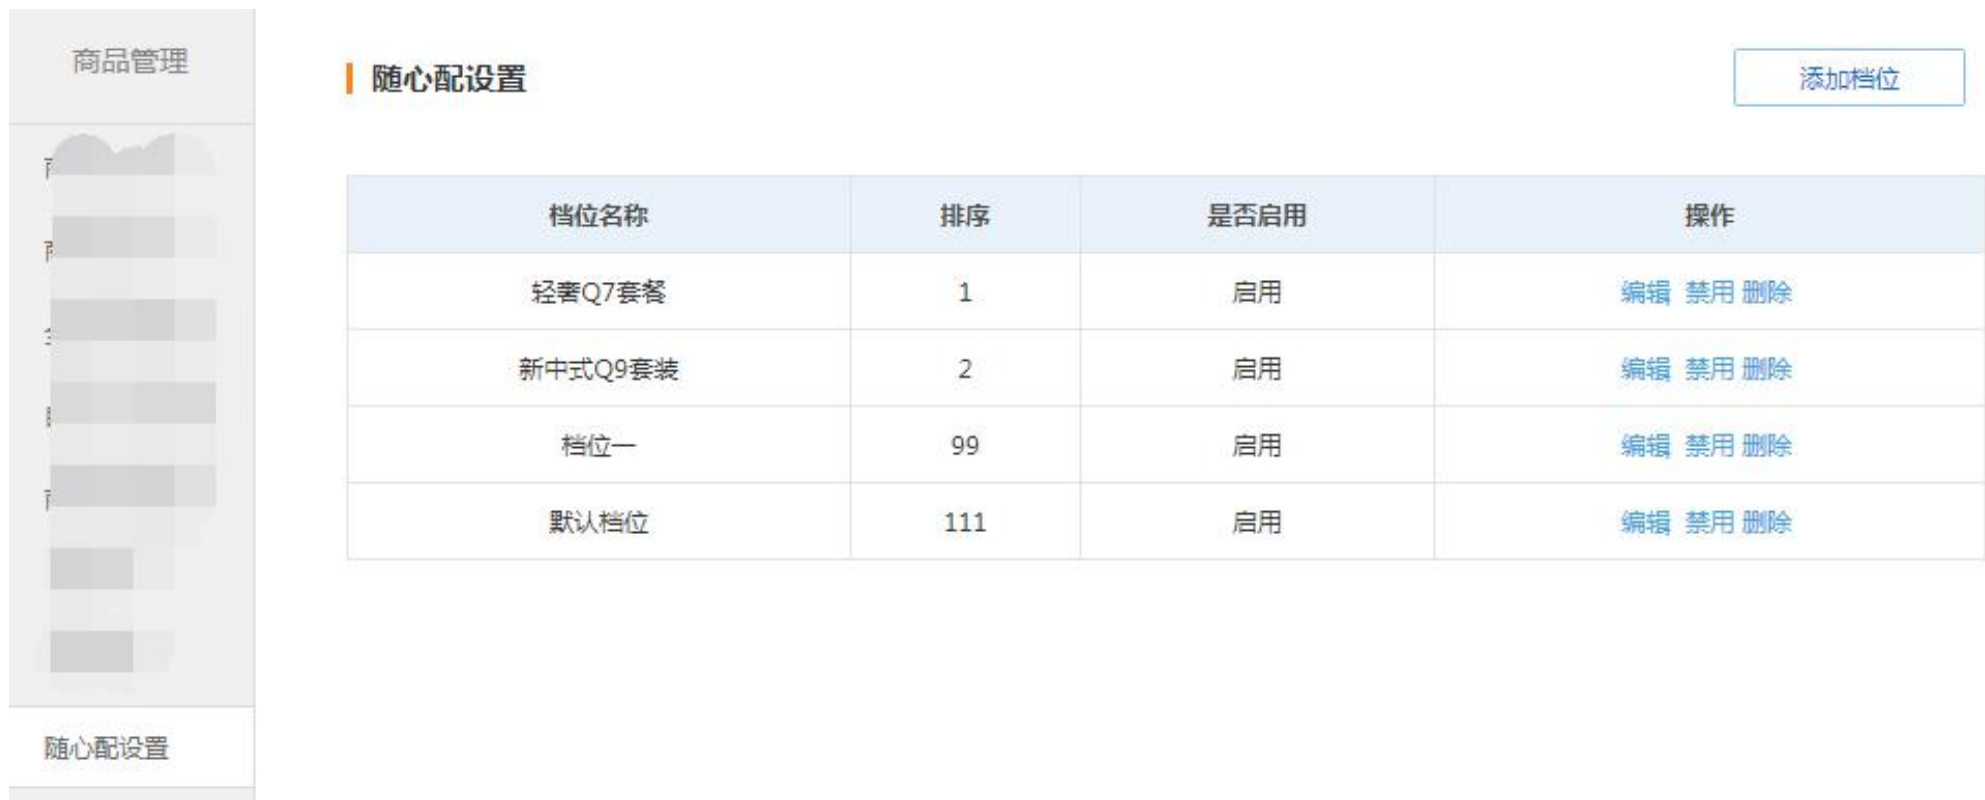 商品管理
随心配设置
添加档位
档位名称 排序 是否启用 操作
轻奢Q7套餐 1 启用 编辑 禁用 删除
新中式Q9套装 2 启用 编辑 禁用 删除
档位一 99 启用 编辑 禁用 删除
默认档位 111 启用 编辑 禁用 删除
随心配设置